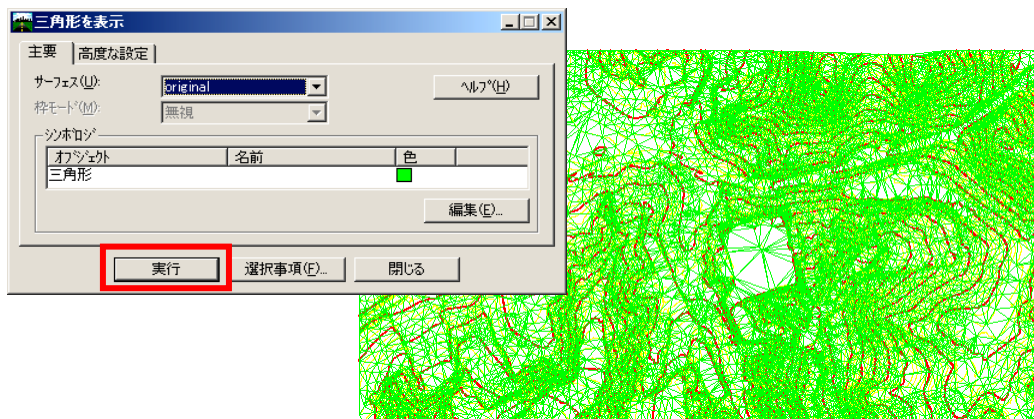 三角形を表示
主要 高度な設定
サーフェス(U): original ヘルプ(H)
枠モード(M): 無視
シンボロジ
オブジェクト 名前 色
三角形
編集(E)...
実行 選択事項(F)... 閉じる